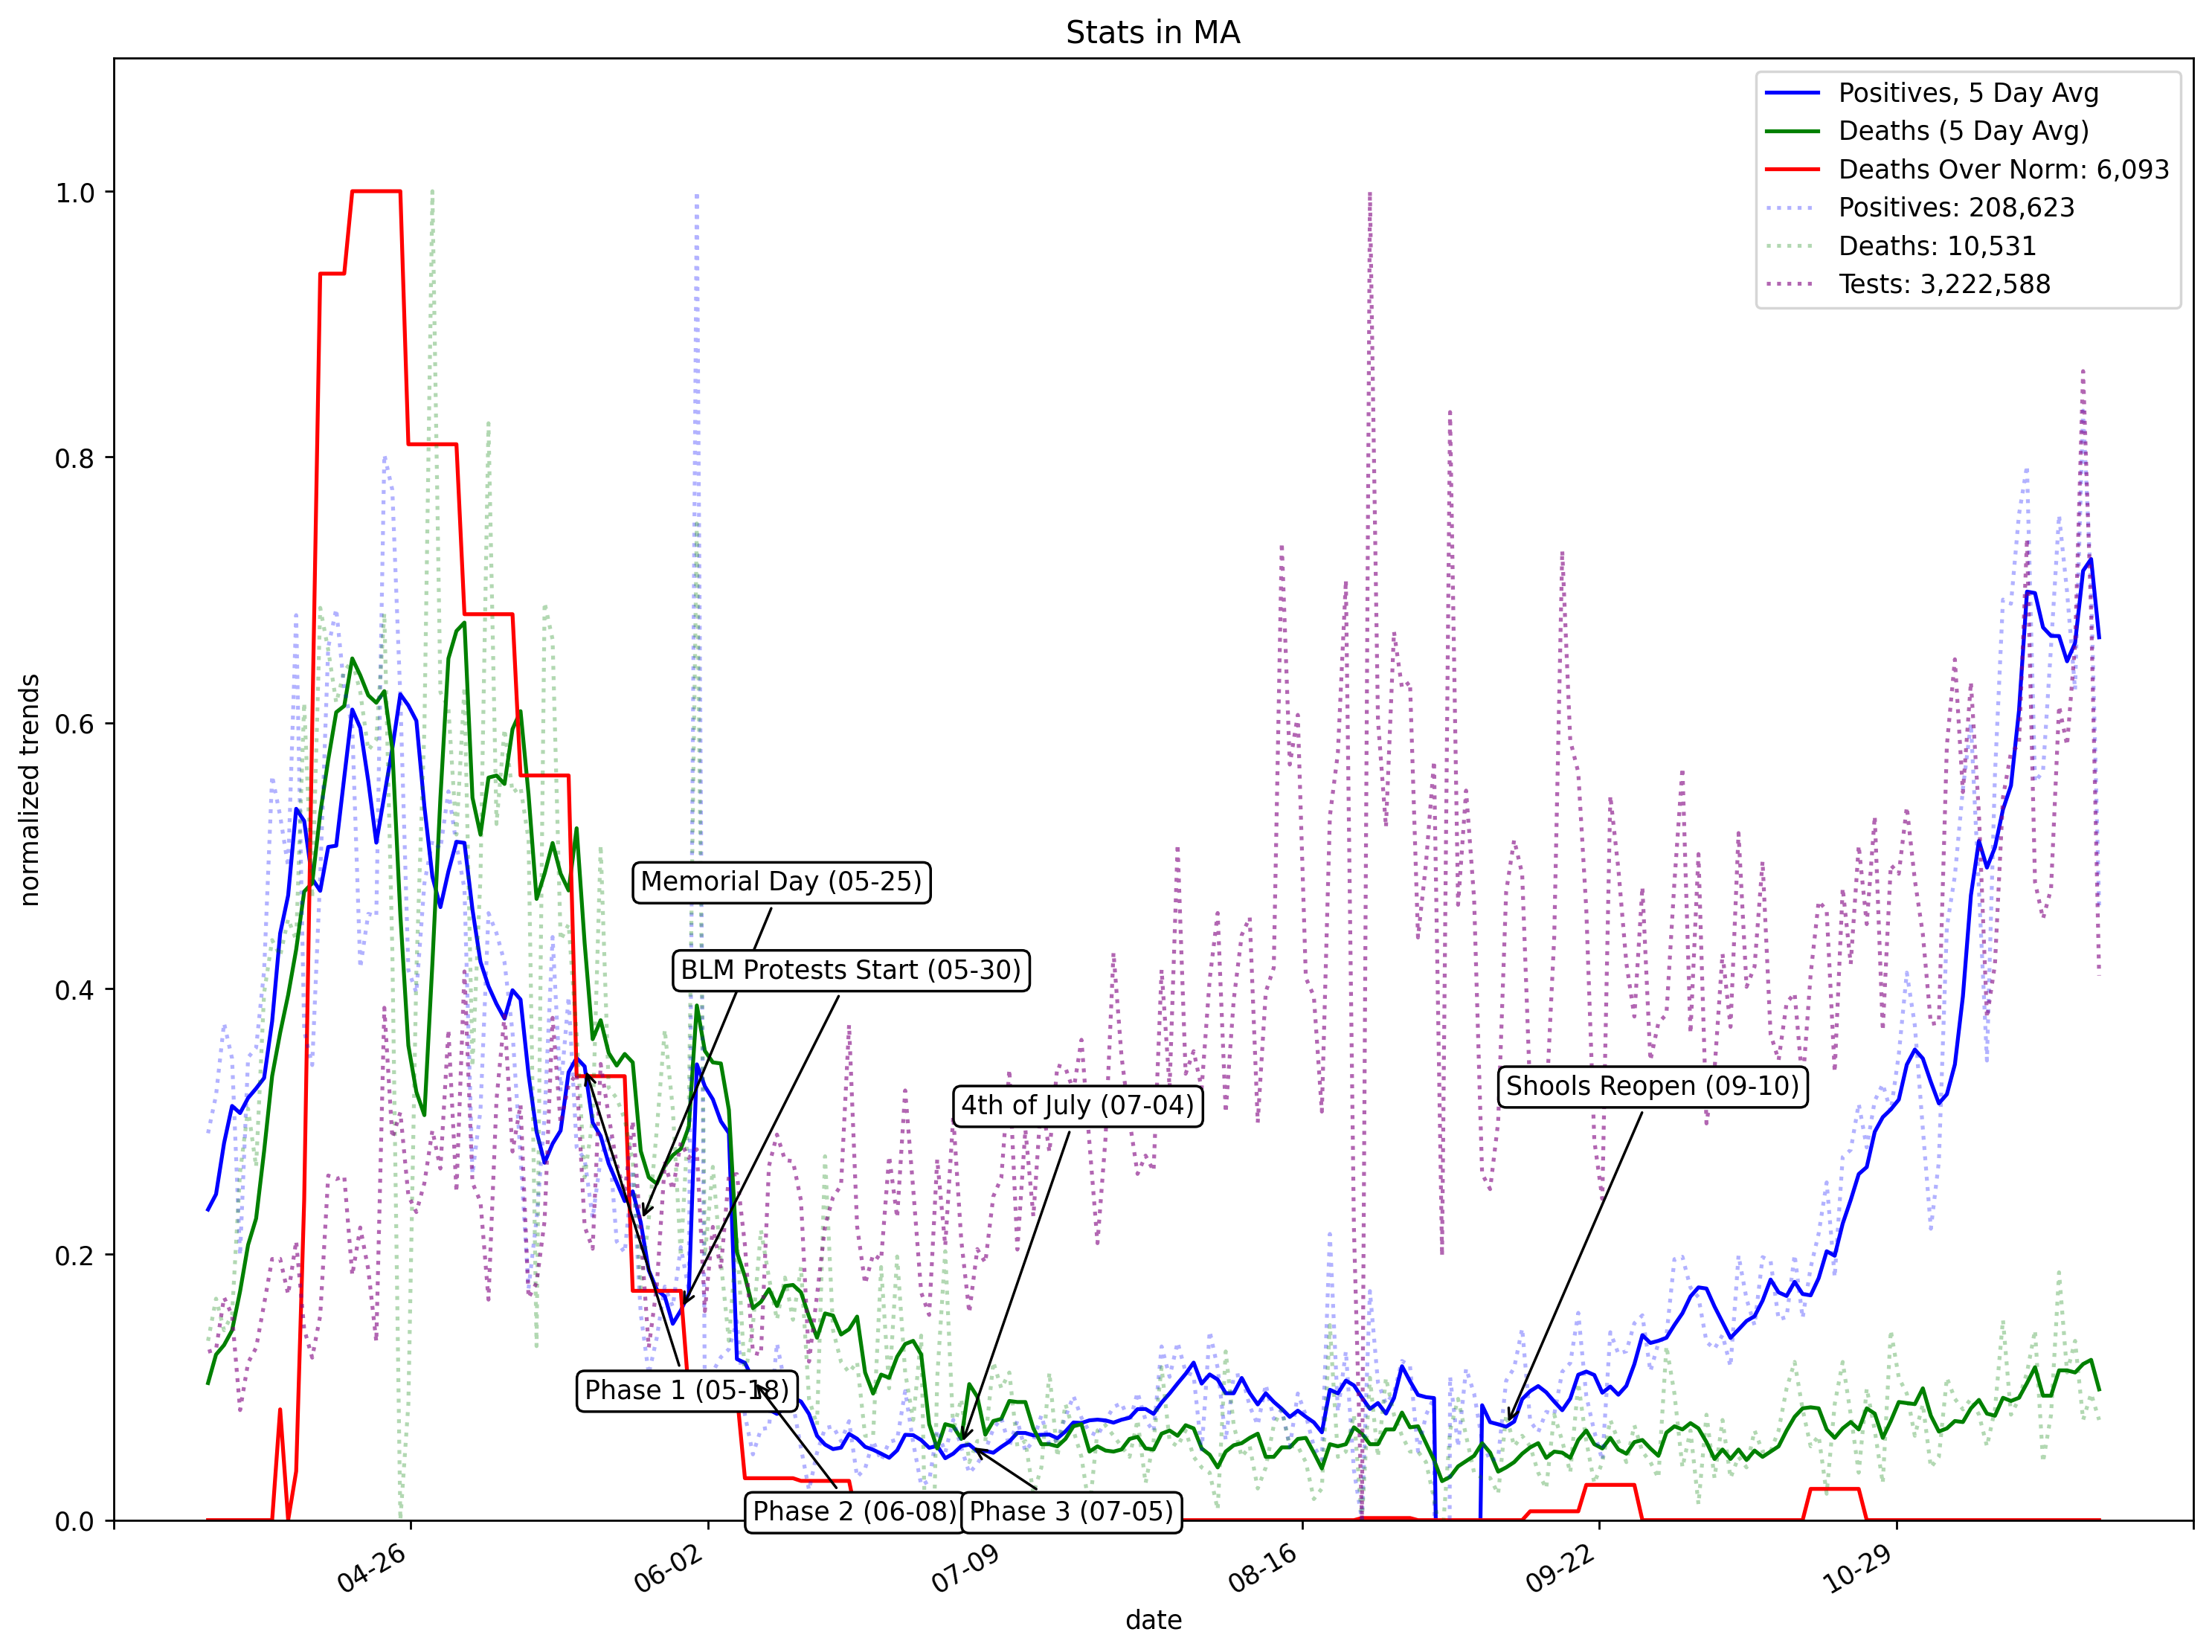 Stats in MA
Positives, 5 Day Avg
Deaths (5 Day Avg)
Deaths Over Norm: 6,093
Positives: 208,623
Deaths: 10,531
Tests: 3,222,588
1.0
0.8
0.6
0.4
0.2
0.0
normalized trends
Memorial Day (05-25)
BLM Protests Start (05-30)
4th of July (07-04)
Shools Reopen (09-10)
Phase 1 (05-18)
Phase 2 (06-08)
Phase 3 (07-05)
04-26
06-02
07-09
08-16
09-22
10-29
date